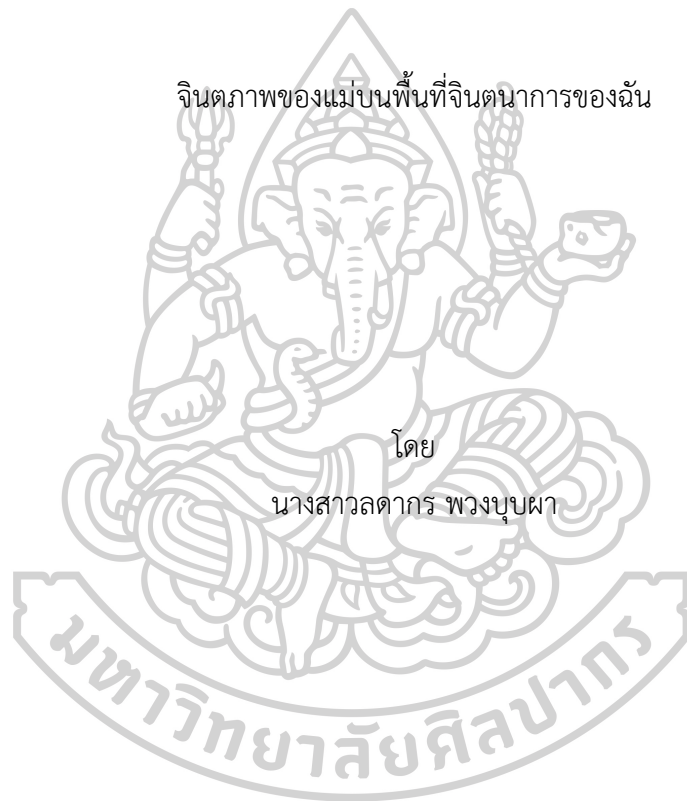 จินตภาพของแม่บนพื้นที่จินตนาการของฉัน
โดย
นางสาวลดากร พวงบุบผา
มหาวิทยาลัยศิลปากร